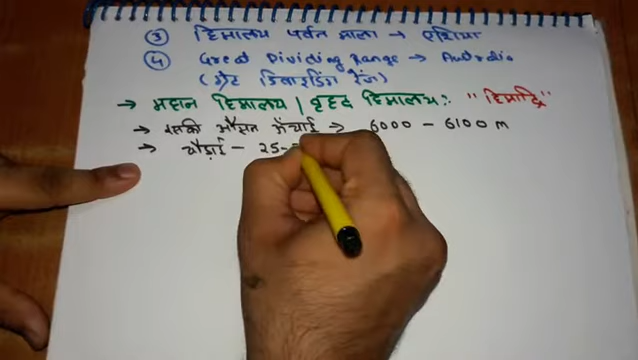 ③ हिमालय पर्वत माला → एशिया
④ Great Dividing Range → Australia
(ग्रेट डिवाइडिंग रेंज)
→ महान हिमालय | वृहद हिमालय :- "हिमाद्रि"
→ इसकी औसत ऊँचाई → 6000 - 6100 m
→ चौड़ाई - 25-